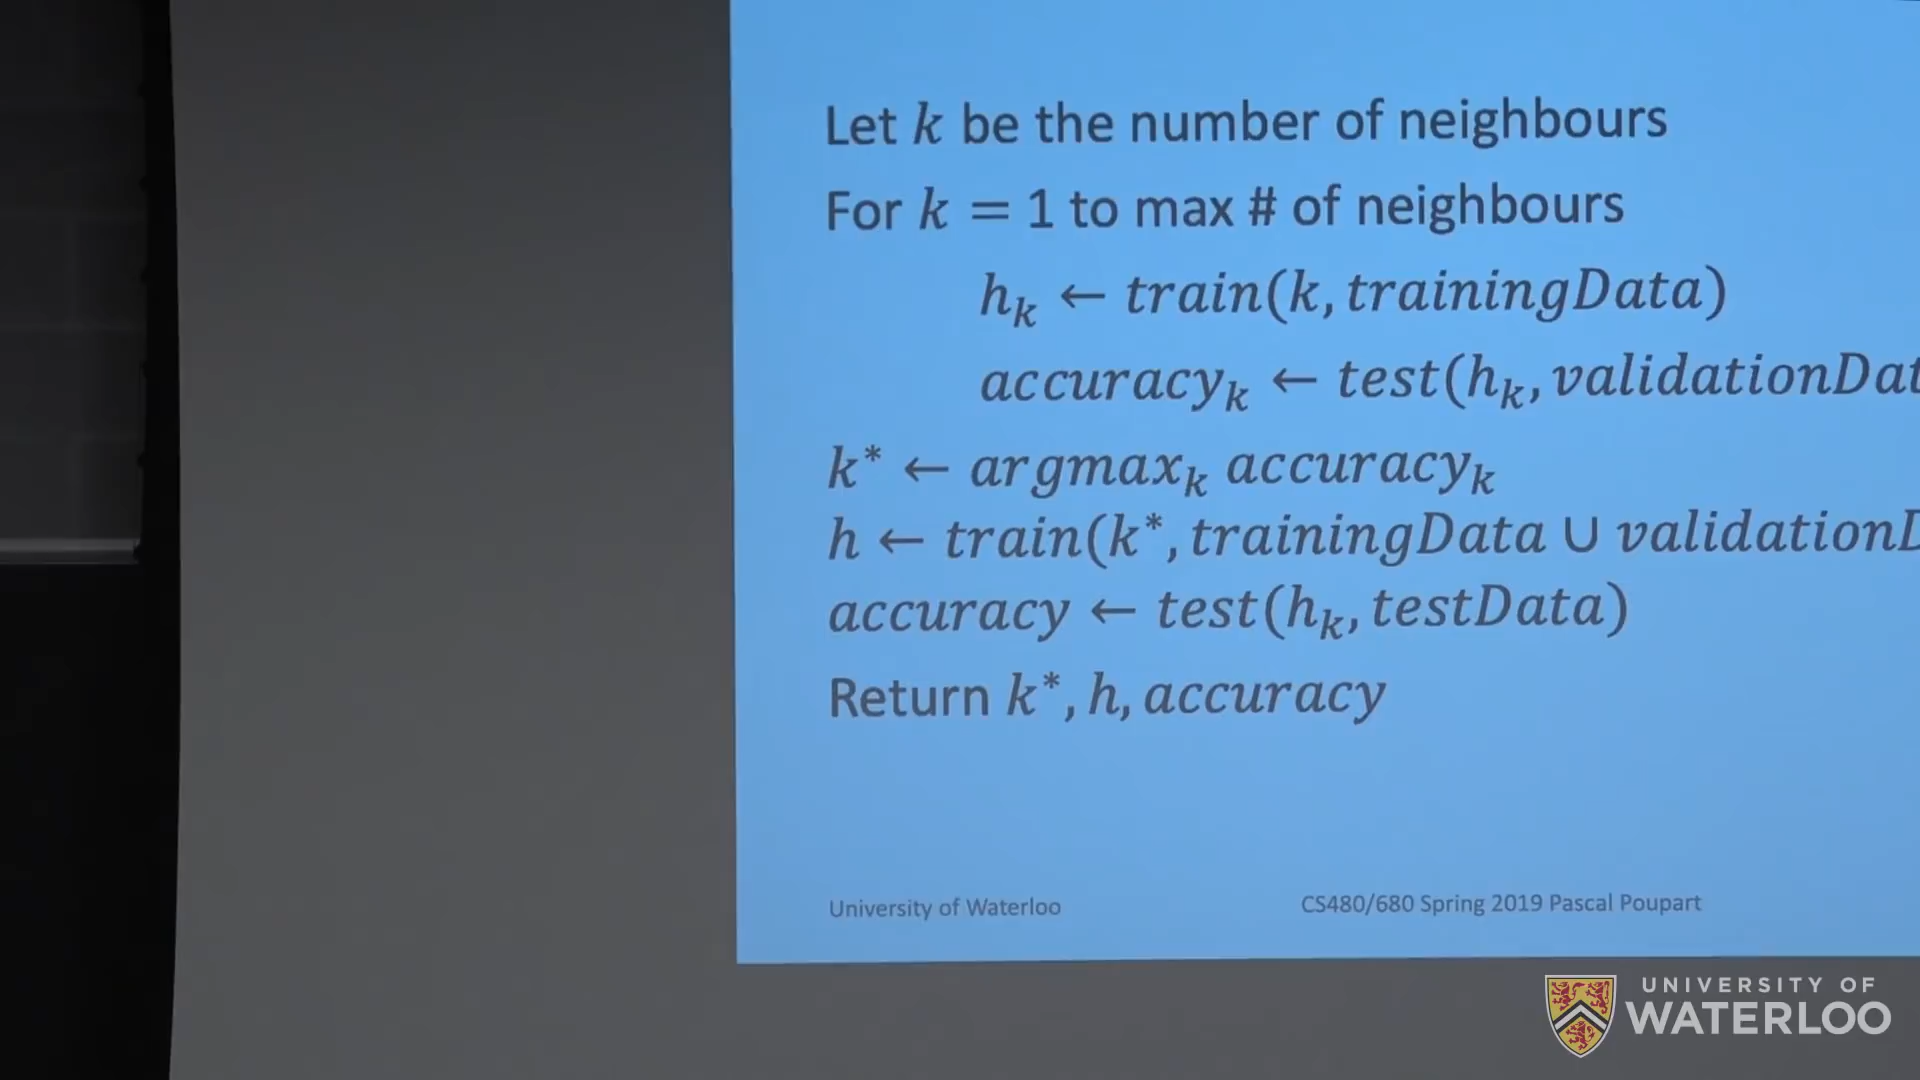 Let k be the number of neighbours
For k = 1 to max # of neighbours
h_k ← train(k, trainingData)
accuracy_k ← test(h_k, validationDat
k* ← argmax_k accuracy_k
h ← train(k*, trainingData ∪ validationD
accuracy ← test(h_k, testData)
Return k*, h, accuracy
University of Waterloo
CS480/680 Spring 2019 Pascal Poupart
UNIVERSITY OF
WATERLOO